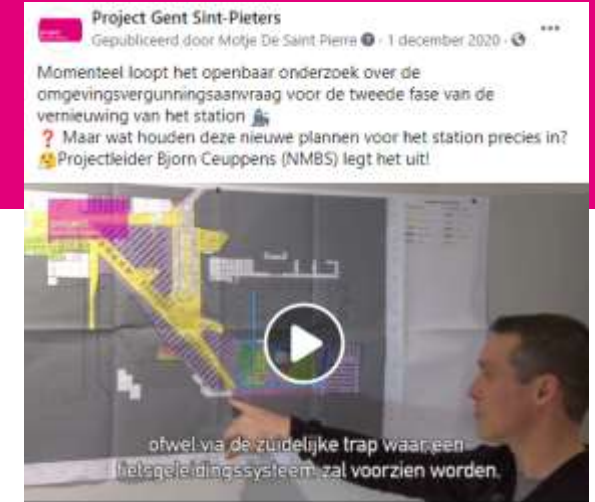 Project Gent Sint-Pieters
Gepubliceerd door Motje De Saint Pierre · 1 december 2020 ·
Momenteel loopt het openbaar onderzoek over de
omgevingsvergunningsaanvraag voor de tweede fase van de
vernieuwing van het station
❓ Maar wat houden deze nieuwe plannen voor het station precies in?
🤔Projectleider Bjorn Ceuppens (NMBS) legt het uit!
ofwel via de zuidelijke trap waar een
fietsgeleidingssysteem zal voorzien worden.